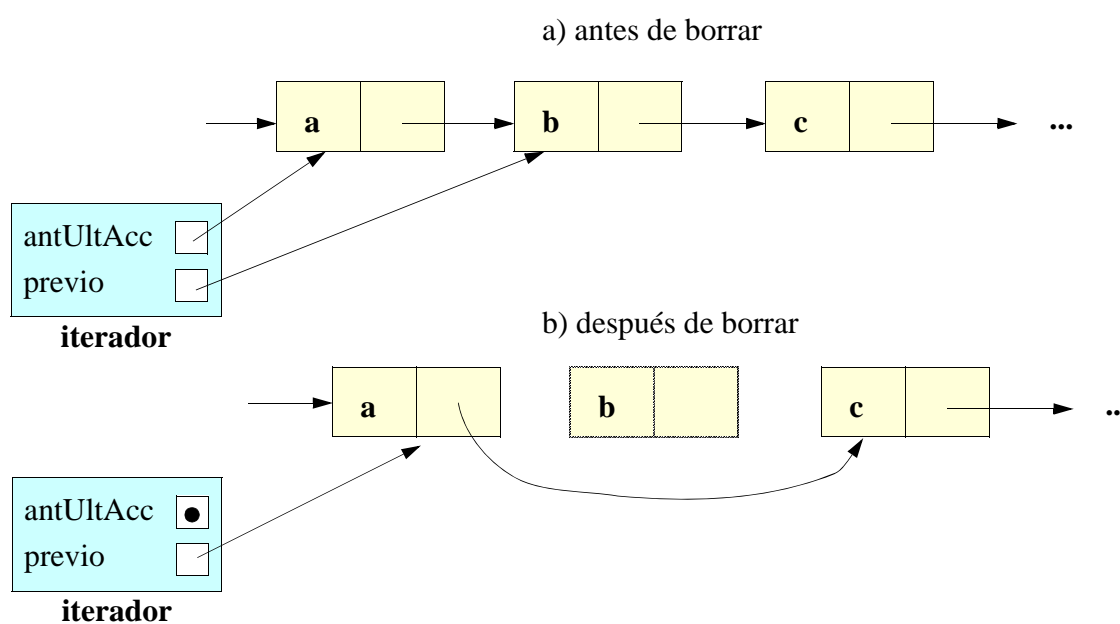 a) antes de borrar
a b c ...
antUltAcc
previo
iterador
b) después de borrar
a b c ..
antUltAcc
previo
iterador